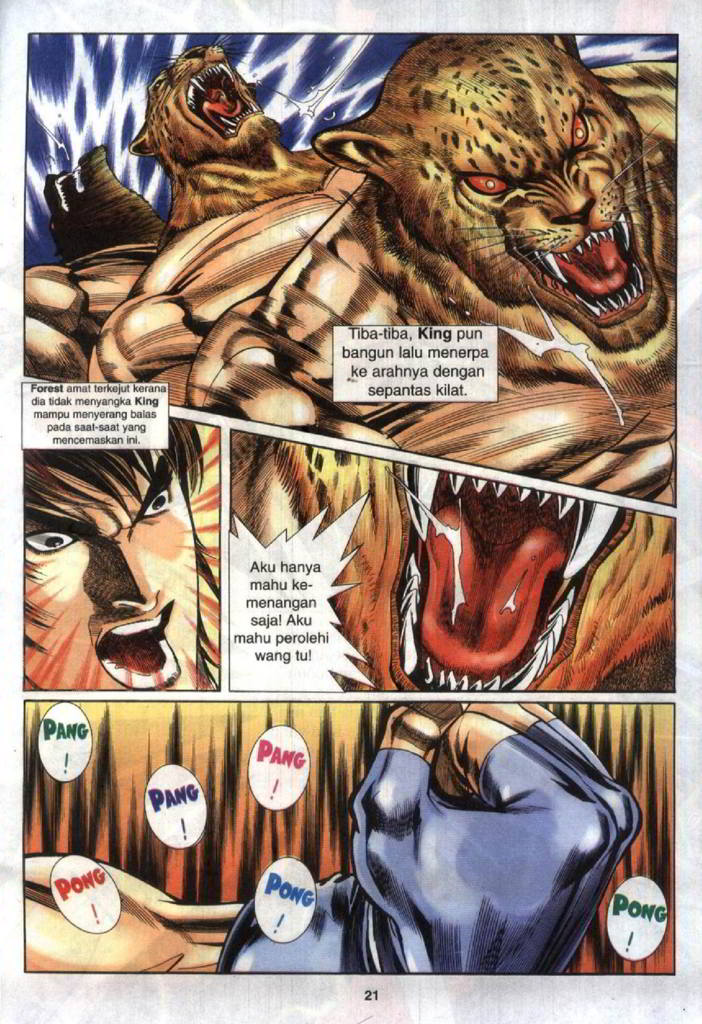 Tiba-tiba, King pun
bangun lalu menerpa
ke arahnya dengan
sepantas kilat.
Forest amat terkejut kerana
dia tidak menyangka King
mampu menyerang balas
pada saat-saat yang
mencemaskan ini.
Aku hanya
mahu ke-
menangan
saja! Aku
mahu perolehi
wang tu!
PANG
!
PANG
!
PANG
!
PONG
!
PONG
!
PONG
!
21